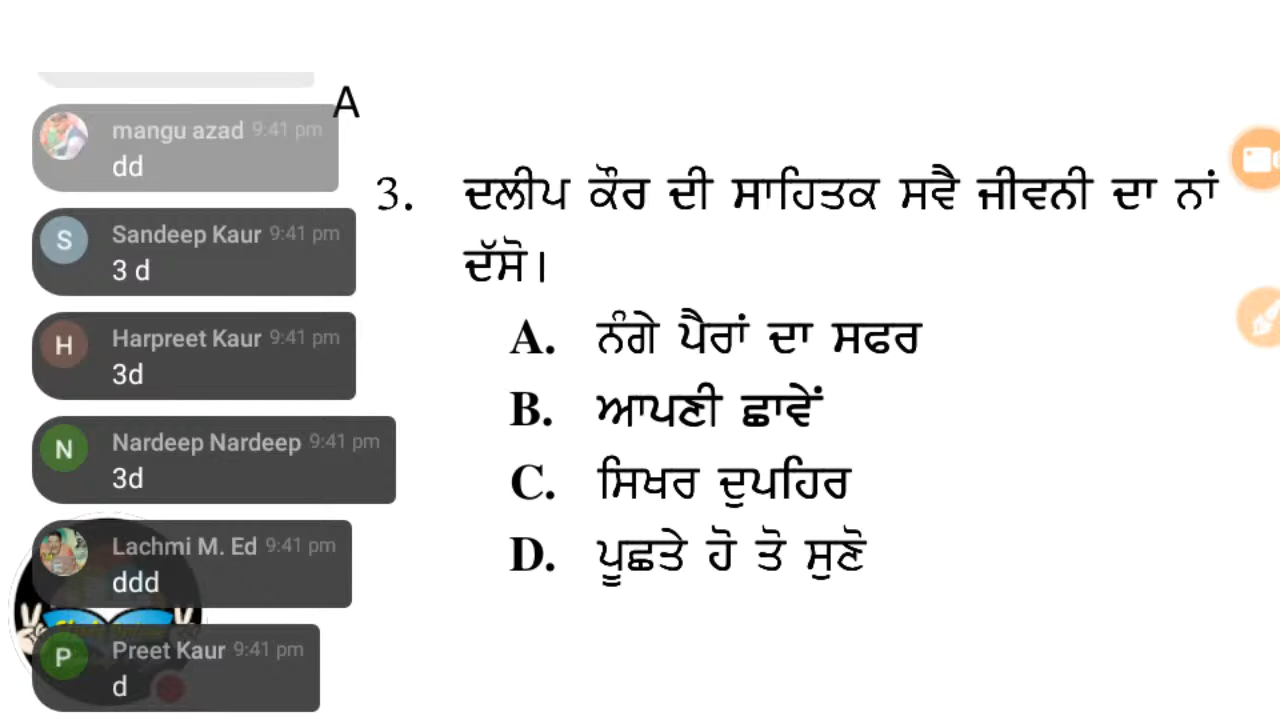 A
mangu azad 9:41 pm
dd
Sandeep Kaur 9:41 pm
3 d
Harpreet Kaur 9:41 pm
3d
Nardeep Nardeep 9:41 pm
3d
Lachmi M. Ed 9:41 pm
ddd
Preet Kaur 9:41 pm
d
3. ਦਲੀਪ ਕੌਰ ਦੀ ਸਾਹਿਤਕ ਸਵੈ ਜੀਵਨੀ ਦਾ ਨਾਂ
ਦੱਸੋ।
A. ਨੰਗੇ ਪੈਰਾਂ ਦਾ ਸਫਰ
B. ਆਪਣੀ ਛਾਵੇਂ
C. ਸਿਖਰ ਦੁਪਹਿਰ
D. ਪੂਛਤੇ ਹੋ ਤੋ ਸੁਣੋ
S
H
N
P